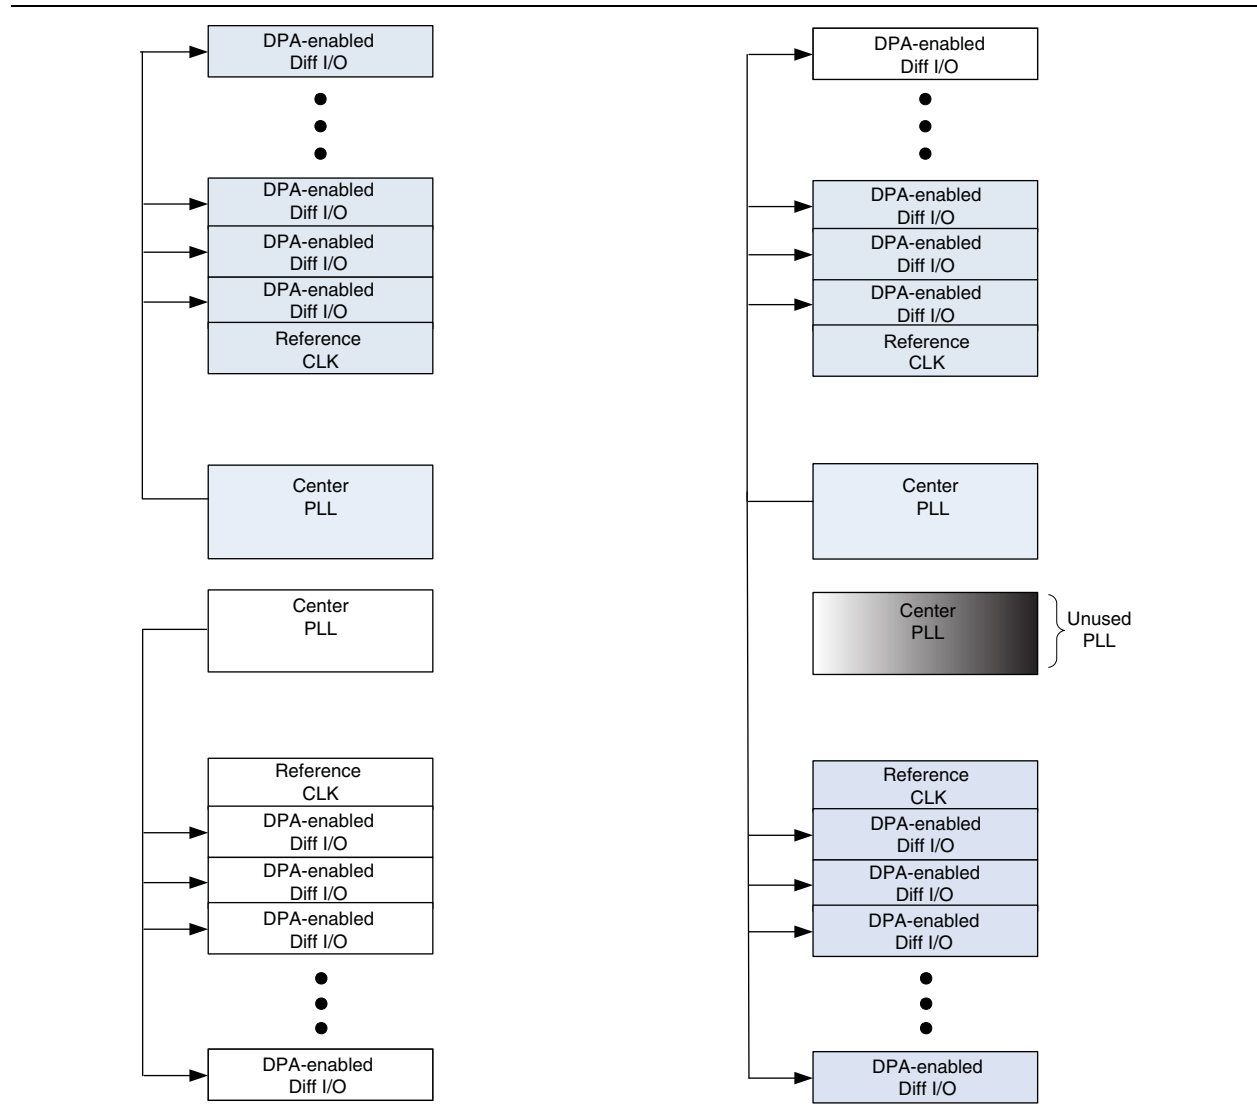 DPA-enabled
Diff I/O
DPA-enabled
Diff I/O
DPA-enabled
Diff I/O
DPA-enabled
Diff I/O
Reference
CLK
Center
PLL
Center
PLL
Reference
CLK
DPA-enabled
Diff I/O
DPA-enabled
Diff I/O
DPA-enabled
Diff I/O
DPA-enabled
Diff I/O
DPA-enabled
Diff I/O
DPA-enabled
Diff I/O
DPA-enabled
Diff I/O
DPA-enabled
Diff I/O
Reference
CLK
Center
PLL
Center
PLL
Unused
PLL
Reference
CLK
DPA-enabled
Diff I/O
DPA-enabled
Diff I/O
DPA-enabled
Diff I/O
DPA-enabled
Diff I/O